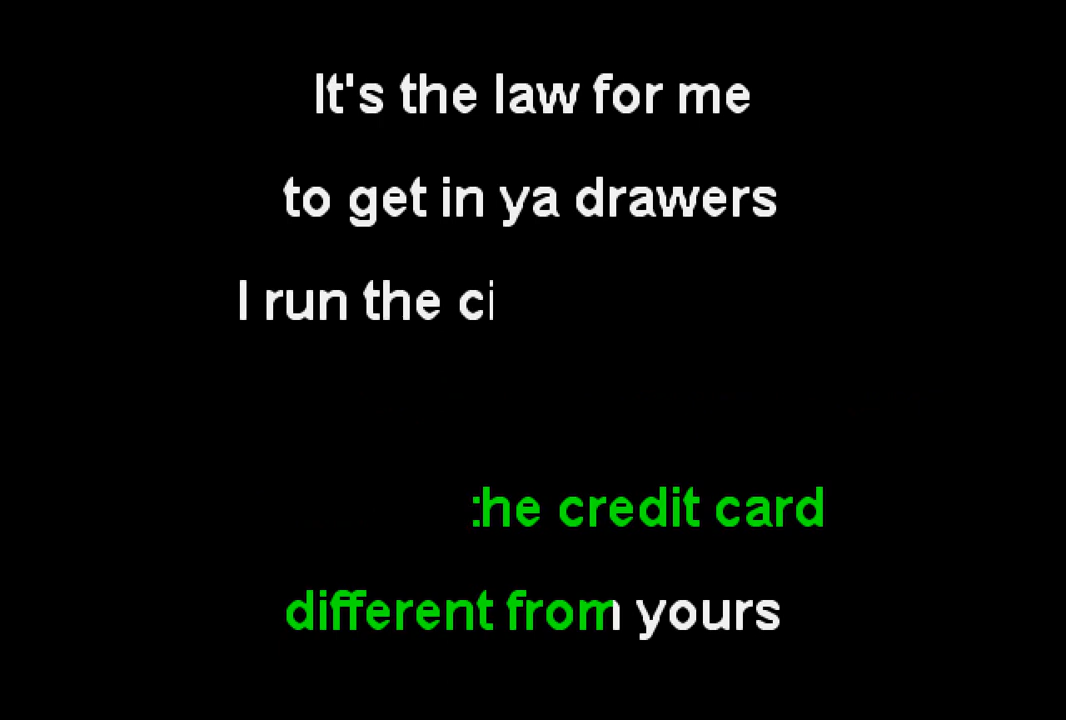 It's the law for me
to get in ya drawers
I run the ci
he credit card
different from yours